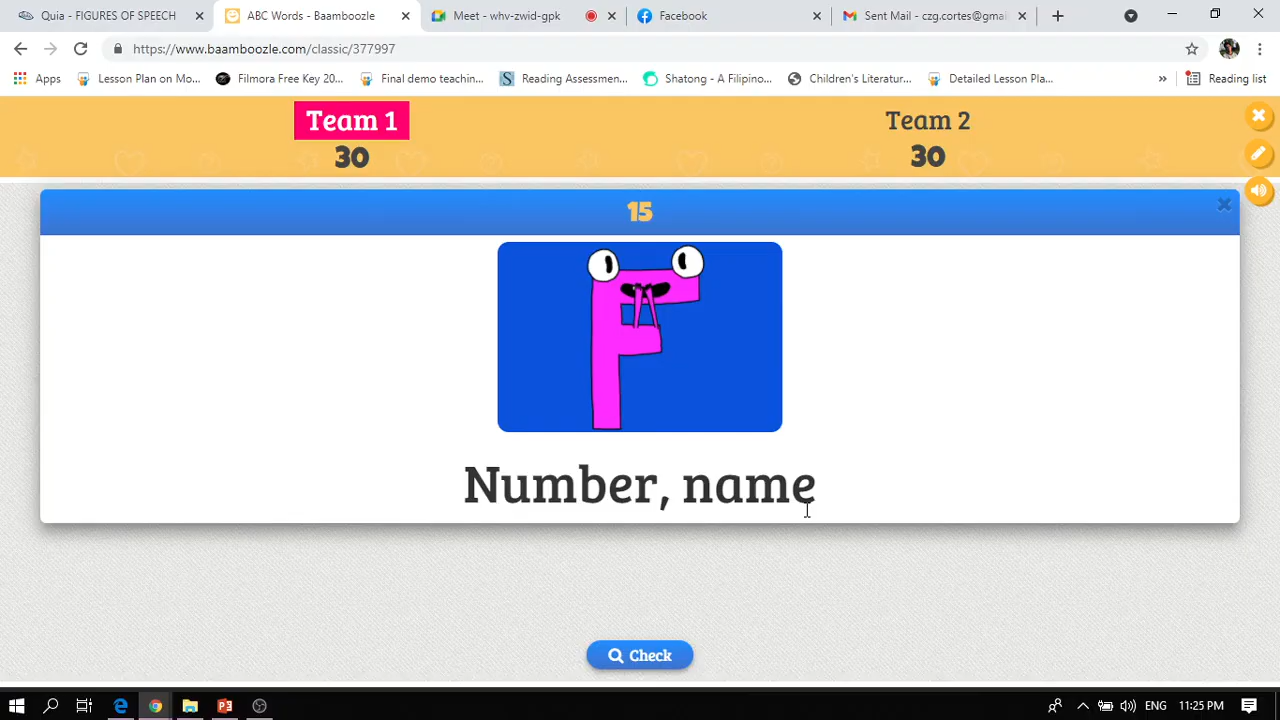 Quia - FIGURES OF SPEECH
ABC Words - Baamboozle
Meet - whv-zwid-gpk
Facebook
Sent Mail - czg.cortes@gmai
https://www.baamboozle.com/classic/377997
Apps
Lesson Plan on Mo...
Filmora Free Key 20...
Final demo teachin...
Reading Assessmen...
Shatong - A Filipino...
Children's Literatur...
Detailed Lesson Pla...
»
Reading list
Team 1
Team 2
30
30
15
F
Number, name
Check
ENG
11:25 PM